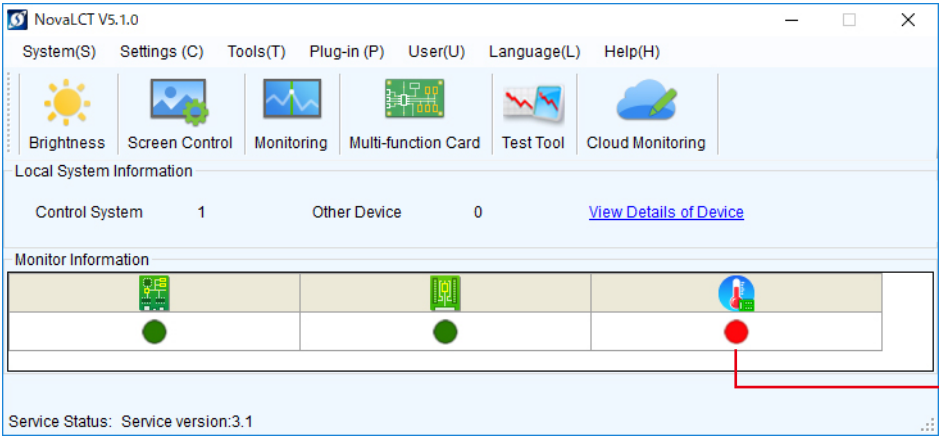 NovaLCT V5.1.0
System(S) Settings (C) Tools(T) Plug-in (P) User(U) Language(L) Help(H)
Brightness Screen Control Monitoring Multi-function Card Test Tool Cloud Monitoring
Local System Information
Control System 1 Other Device 0 View Details of Device
Monitor Information
Service Status: Service version:3.1